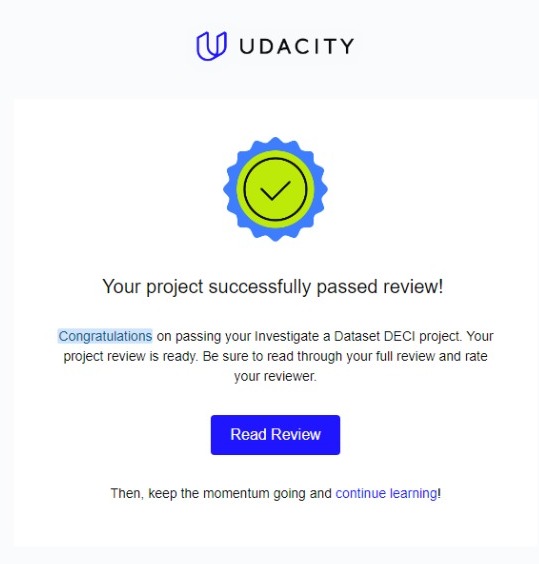 UDACITY
Your project successfully passed review!
Congratulations on passing your Investigate a Dataset DECI project. Your
project review is ready. Be sure to read through your full review and rate
your reviewer.
Read Review
Then, keep the momentum going and continue learning!